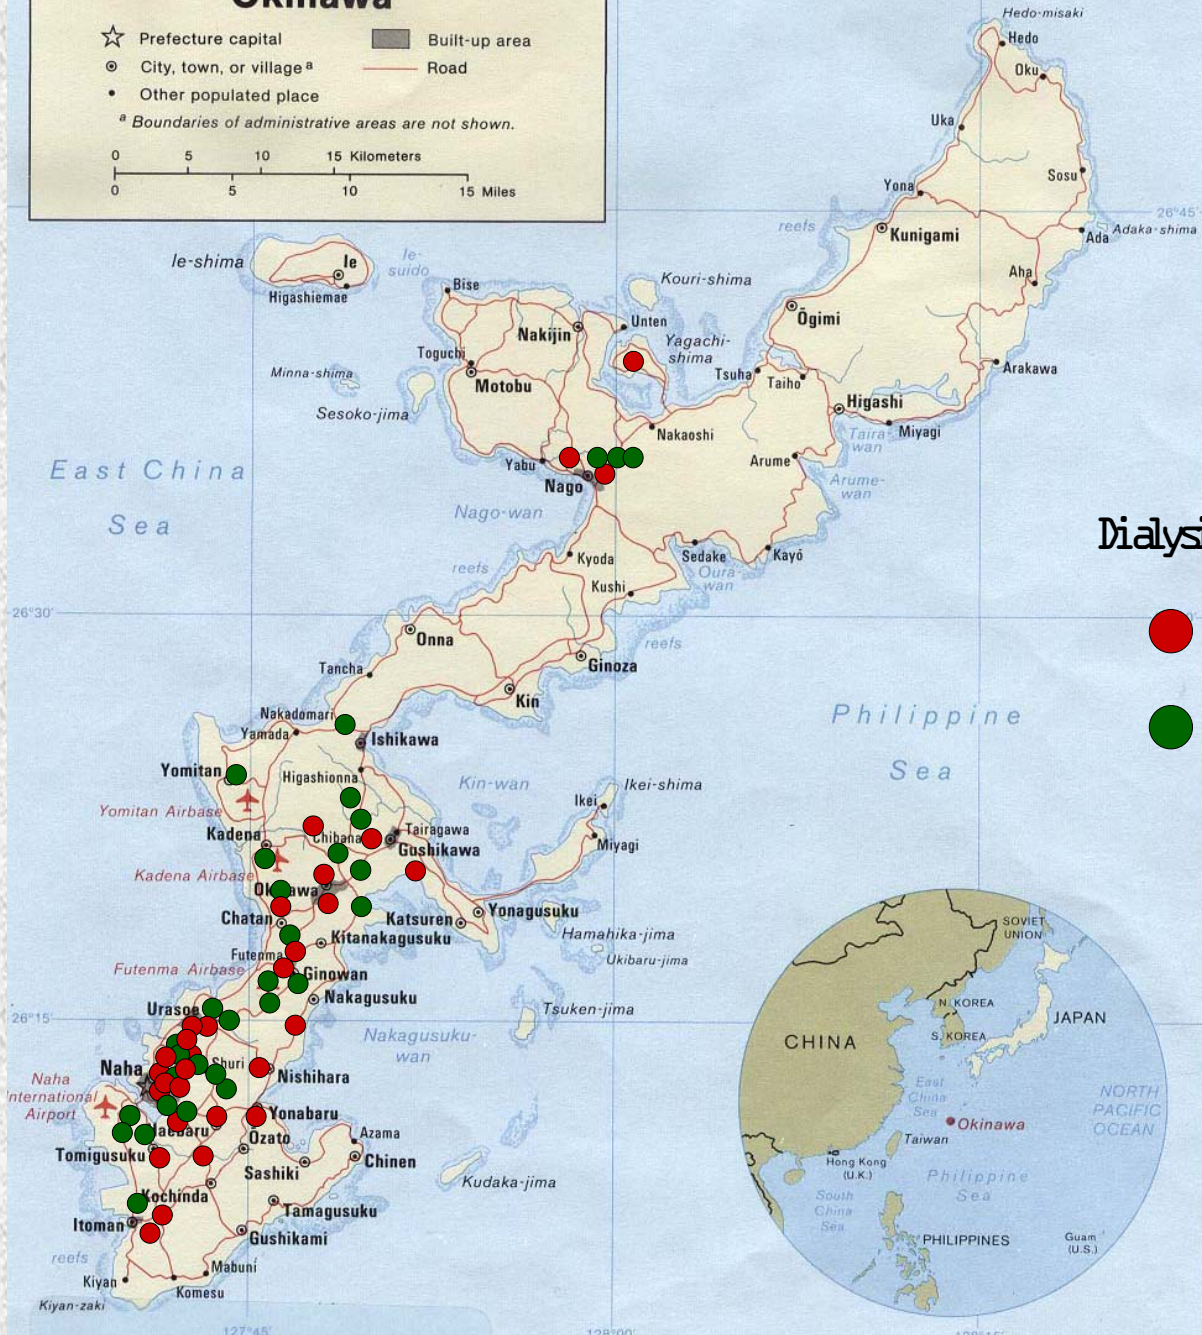 Okinawa
Prefecture capital
Built-up area
City, town, or village a
Road
Other populated place
a Boundaries of administrative areas are not shown.
0 5 10 15 Kilometers
0 5 10 15 Miles
Hedo-misaki
Hedo
Oku
Uka
Sosu
Yona
26°45'
reefs
Kunigami
Ada
Adaka-shima
Ie-shima
Ie
Ie-
suido
Higashiemae
Bise
Kouri-shima
Aha
Ōgimi
Nakijin
Unten
Yagachi-
shima
Toguchi
Minna-shima
Motobu
Tsuha
Taiho
Arakawa
Sesoko-jima
Higashi
Miyagi
Taira-
wan
Nakaoshi
East China
Sea
Yabu
Nago
Arume
Arume-
wan
Nago-wan
Dialysi
reefs
Kyoda
Sedake
Kayō
Oura-
wan
Kushi
26°30'
Onna
reefs
Ginoza
Tancha
Kin
Philippine
Sea
Nakadomari
Yamada
Ishikawa
Yomitan
Higashionna
Kin-wan
Ikei-shima
Ikei
Yomitan Airbase
Kadena
Chibana
Tairagawa
Gushikawa
Miyagi
Kadena Airbase
Chatan
Katsuren
Yonagusuku
Kitanakagusuku
Hamahika-jima
Futenma
Ukibaru-jima
Futenma Airbase
Ginowan
Nakagusuku
Urasoe
Tsuken-jima
26°15'
Nakagusuku-
wan
Naha
Shuri
Nishihara
Naha
International
Airport
Yonabaru
Haebaru
Ozato
Azama
Tomigusuku
Sashiki
Chinen
Kochinda
Kudaka-jima
Tamagusuku
Itoman
Gushikami
reefs
Mabuni
Kiyan
Komesu
Kiyan-zaki
127°45'
128°00'
128°15'
SOVIET
UNION
N. KOREA
S. KOREA
JAPAN
CHINA
East
China
Sea
NORTH
PACIFIC
OCEAN
Okinawa
Taiwan
Hong Kong
(U.K.)
Philippine
Sea
South
China
Sea
PHILIPPINES
Guam
(U.S.)